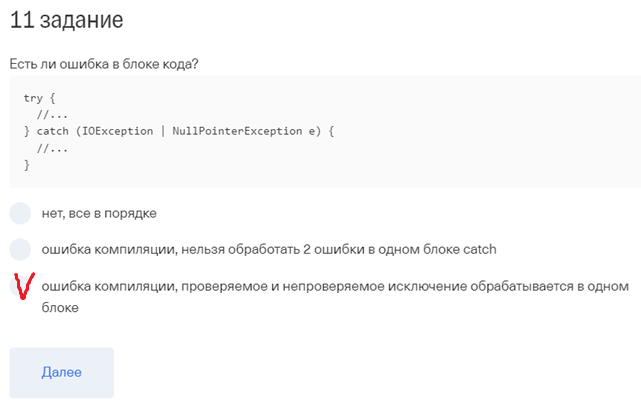 11 задание
Есть ли ошибка в блоке кода?
try {
//...
} catch (IOException | NullPointerException e) {
//...
}
нет, все в порядке
ошибка компиляции, нельзя обработать 2 ошибки в одном блоке catch
ошибка компиляции, проверяемое и непроверяемое исключение обрабатывается в одном
блоке
Далее